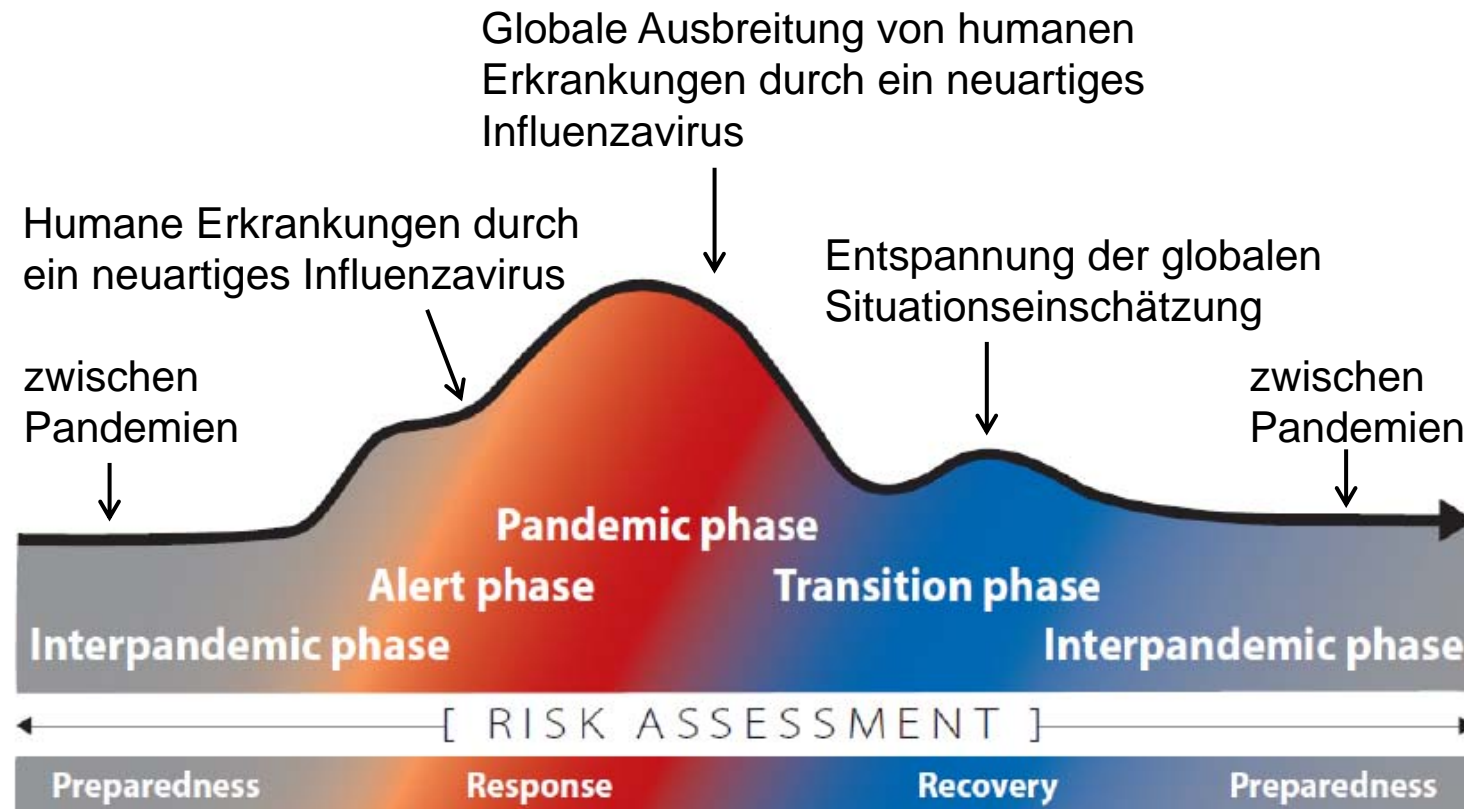 Globale Ausbreitung von humanen
Erkrankungen durch ein neuartiges
Influenzavirus
Humane Erkrankungen durch
ein neuartiges Influenzavirus
Entspannung der globalen
Situationseinschätzung
zwischen
Pandemien
zwischen
Pandemien
Pandemic phase
Alert phase
Transition phase
Interpandemic phase
Interpandemic phase
[ RISK ASSESSMENT ]
Preparedness
Response
Recovery
Preparedness